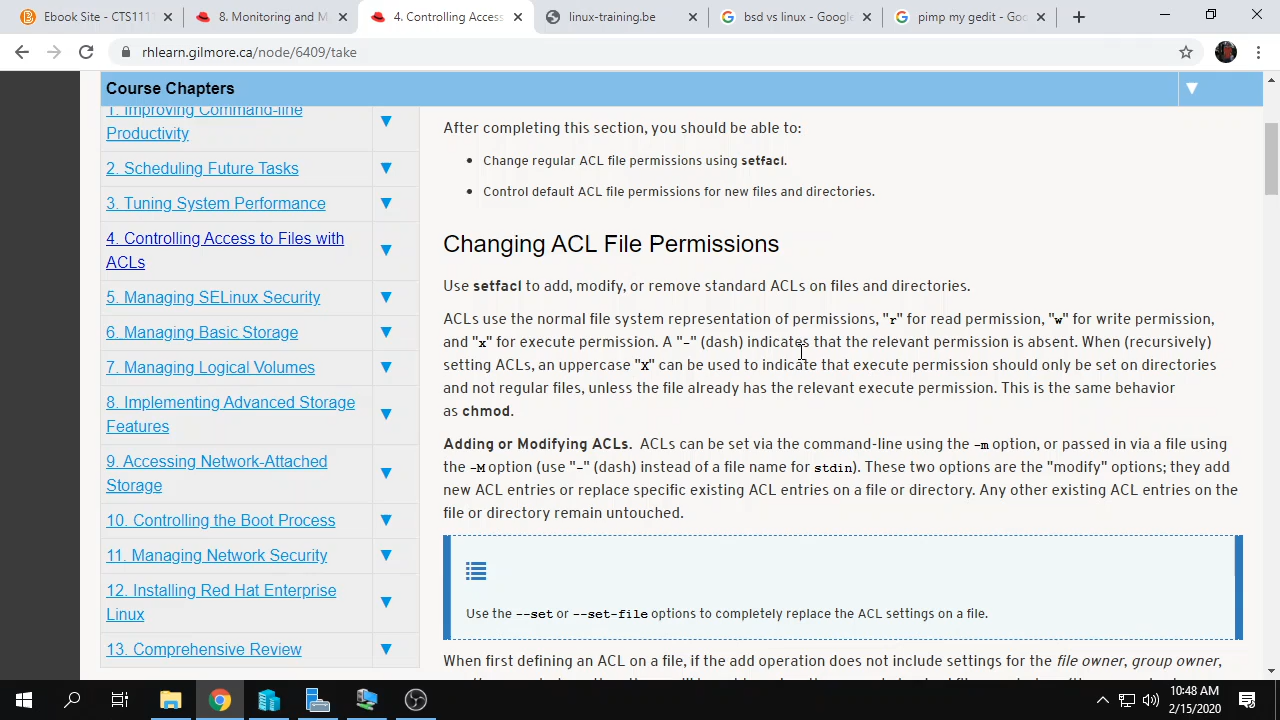 Ebook Site - CTS111
8. Monitoring and M
4. Controlling Access
linux-training.be
bsd vs linux - Google
pimp my gedit - Goo
rhlearn.gilmore.ca/node/6409/take
Course Chapters
1. Improving Command-line
Productivity
2. Scheduling Future Tasks
3. Tuning System Performance
4. Controlling Access to Files with
ACLs
5. Managing SELinux Security
6. Managing Basic Storage
7. Managing Logical Volumes
8. Implementing Advanced Storage
Features
9. Accessing Network-Attached
Storage
10. Controlling the Boot Process
11. Managing Network Security
12. Installing Red Hat Enterprise
Linux
13. Comprehensive Review
After completing this section, you should be able to:
• Change regular ACL file permissions using setfacl.
• Control default ACL file permissions for new files and directories.
Changing ACL File Permissions
Use setfacl to add, modify, or remove standard ACLs on files and directories.
ACLs use the normal file system representation of permissions, "r" for read permission, "w" for write permission,
and "x" for execute permission. A "-" (dash) indicates that the relevant permission is absent. When (recursively)
setting ACLs, an uppercase "X" can be used to indicate that execute permission should only be set on directories
and not regular files, unless the file already has the relevant execute permission. This is the same behavior
as chmod.
Adding or Modifying ACLs. ACLs can be set via the command-line using the -m option, or passed in via a file using
the -M option (use "-" (dash) instead of a file name for stdin). These two options are the "modify" options; they add
new ACL entries or replace specific existing ACL entries on a file or directory. Any other existing ACL entries on the
file or directory remain untouched.
Use the --set or --set-file options to completely replace the ACL settings on a file.
When first defining an ACL on a file, if the add operation does not include settings for the file owner, group owner,
10:48 AM
2/15/2020